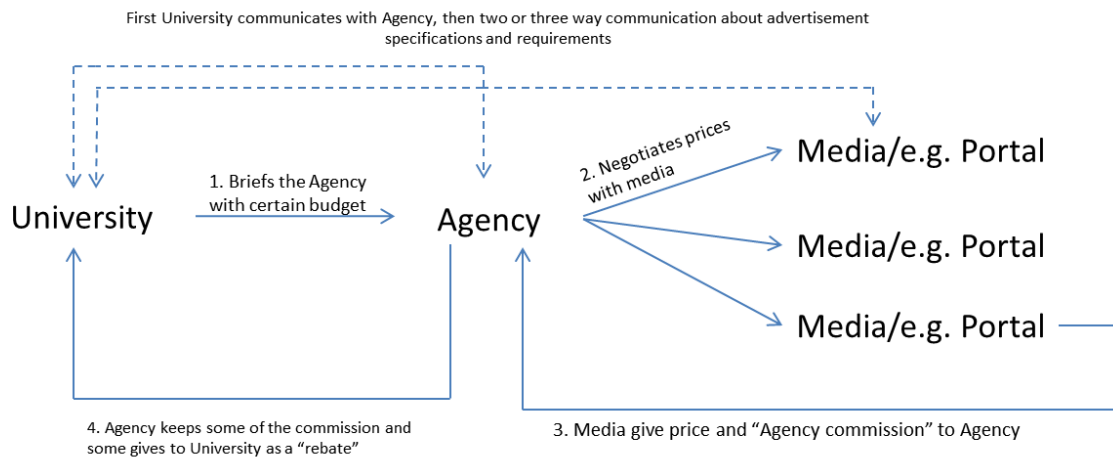 First University communicates with Agency, then two or three way communication about advertisement
specifications and requirements
2. Negotiates prices
with media
Media/e.g. Portal
1. Briefs the Agency
with certain budget
University
Agency
Media/e.g. Portal
Media/e.g. Portal
4. Agency keeps some of the commission and
some gives to University as a “rebate”
3. Media give price and “Agency commission” to Agency